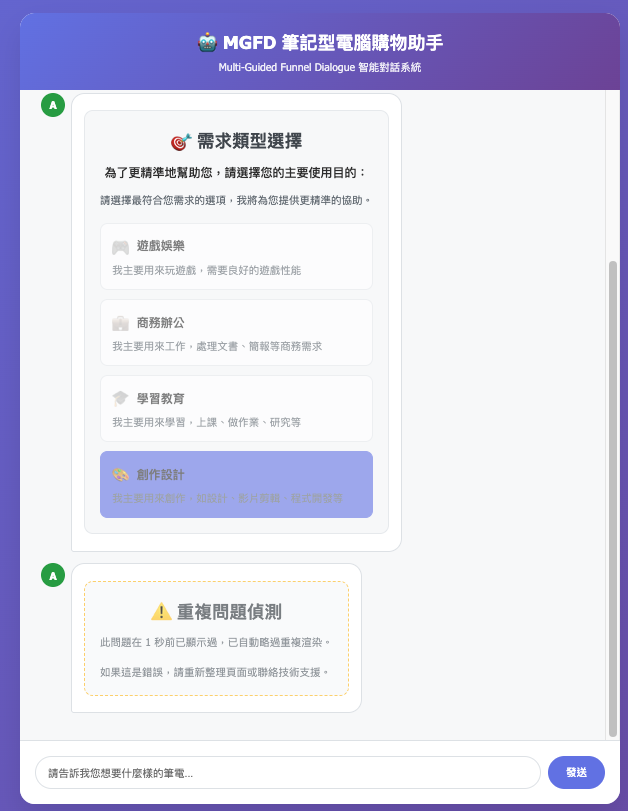 MGFD 筆記型電腦購物助手
Multi-Guided Funnel Dialogue 智能對話系統
A
需求類型選擇
為了更精準地幫助您，請選擇您的主要使用目的：
請選擇最符合您需求的選項，我將為您提供更精準的協助。
遊戲娛樂
我主要用來玩遊戲，需要良好的遊戲性能
商務辦公
我主要用來工作，處理文書、簡報等商務需求
學習教育
我主要用來學習，上課、做作業、研究等
創作設計
我主要用來創作，如設計、影片剪輯、程式開發等
A
重複問題偵測
此問題在 1 秒前已顯示過，已自動略過重複渲染。
如果這是錯誤，請重新整理頁面或聯絡技術支援。
請告訴我您想要什麼樣的筆電...
發送